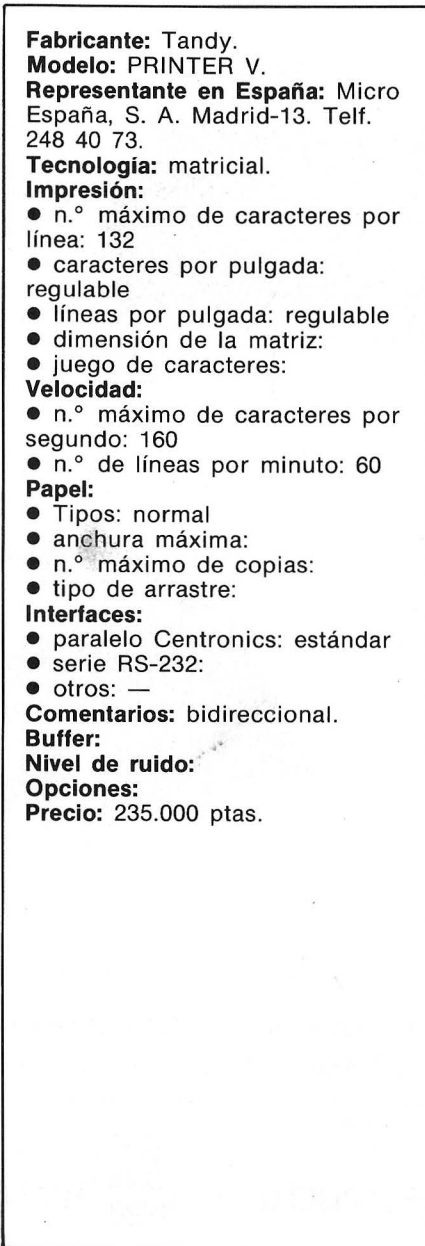 Fabricante: Tandy.
Modelo: PRINTER V.
Representante en España: Micro
España, S. A. Madrid-13. Telf.
248 40 73.
Tecnología: matricial.
Impresión:
● n.º máximo de caracteres por
línea: 132
● caracteres por pulgada:
regulable
● líneas por pulgada: regulable
● dimensión de la matriz:
● juego de caracteres:
Velocidad:
● n.º máximo de caracteres por
segundo: 160
● n.º de líneas por minuto: 60
Papel:
● Tipos: normal
● anchura máxima:
● n.º máximo de copias:
● tipo de arrastre:
Interfaces:
● paralelo Centronics: estándar
● serie RS-232:
● otros: —
Comentarios: bidireccional.
Buffer:
Nivel de ruido:
Opciones:
Precio: 235.000 ptas.